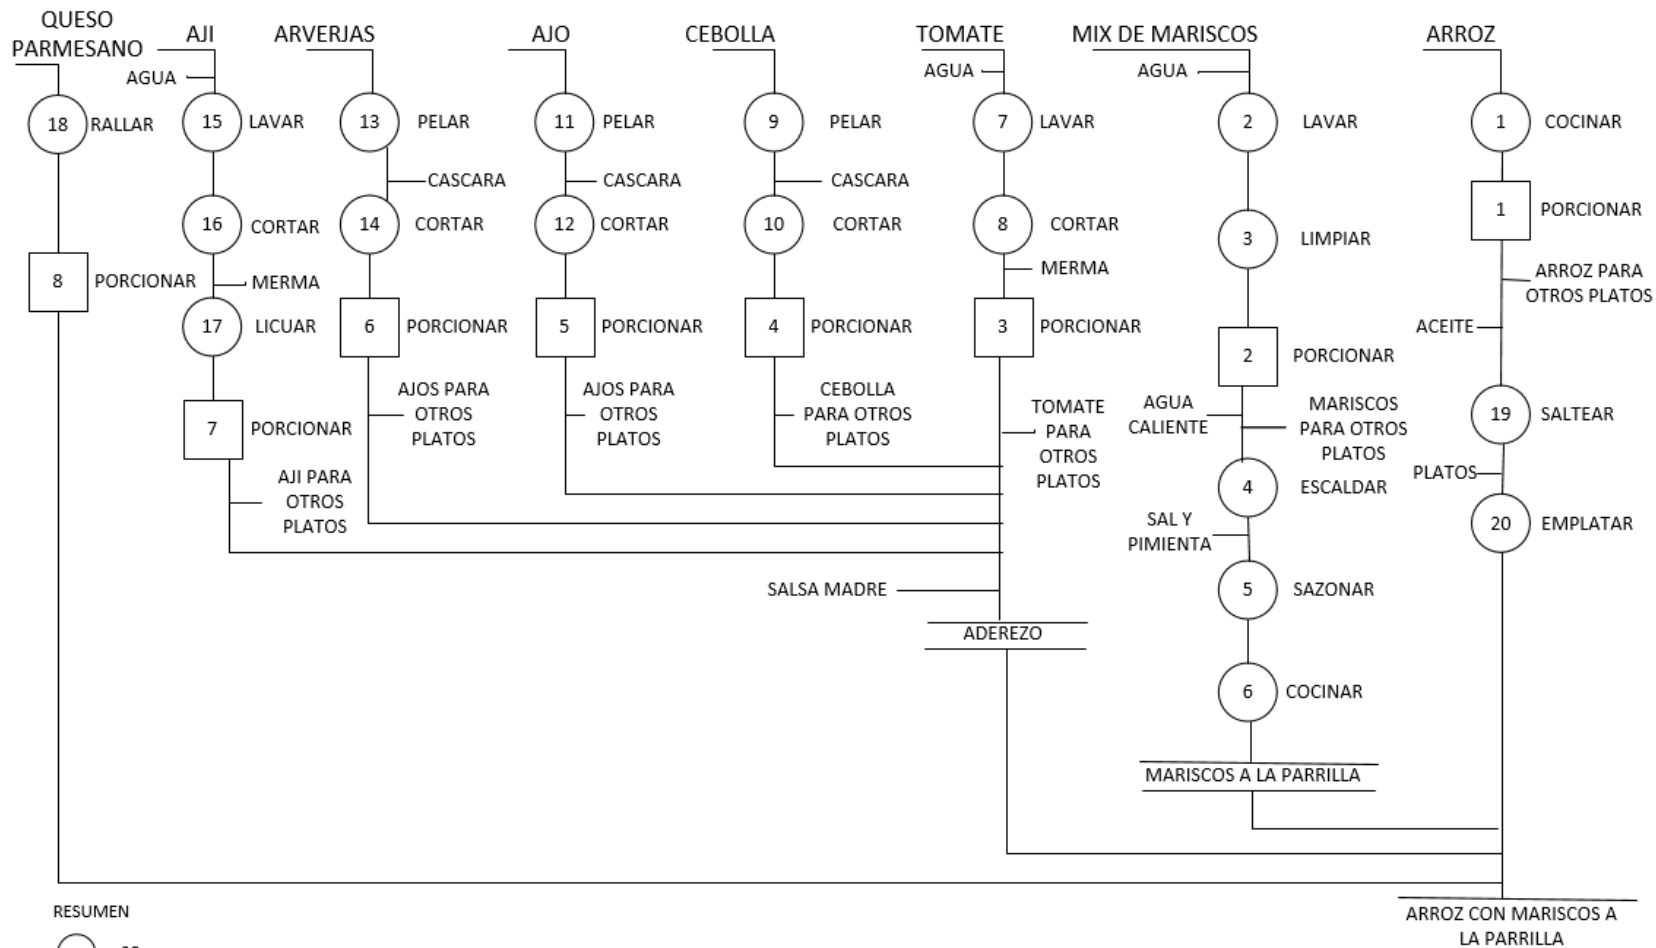 QUESO
PARMESANO
AJI
ARVERJAS
AJO
CEBOLLA
TOMATE
MIX DE MARISCOS
ARROZ
AGUA
AGUA
AGUA
18 RALLAR
15 LAVAR
13 PELAR
11 PELAR
9 PELAR
7 LAVAR
2 LAVAR
1 COCINAR
CASCARA
CASCARA
CASCARA
16 CORTAR
14 CORTAR
12 CORTAR
10 CORTAR
8 CORTAR
3 LIMPIAR
1 PORCIONAR
8 PORCIONAR
MERMA
MERMA
ARROZ PARA
OTROS PLATOS
17 LICUAR
6 PORCIONAR
5 PORCIONAR
4 PORCIONAR
3 PORCIONAR
2 PORCIONAR
ACEITE
7 PORCIONAR
AJOS PARA
OTROS
PLATOS
AJOS PARA
OTROS
PLATOS
CEBOLLA
PARA OTROS
PLATOS
TOMATE
PARA
OTROS
PLATOS
AGUA
CALIENTE
MARISCOS
PARA OTROS
PLATOS
19 SALTEAR
AJI PARA
OTROS
PLATOS
4 ESCALDAR
PLATOS
SAL Y
PIMIENTA
20 EMPLATAR
SALSA MADRE
5 SAZONAR
ADEREZO
6 COCINAR
MARISCOS A LA PARRILLA
RESUMEN
ARROZ CON MARISCOS A
LA PARRILLA